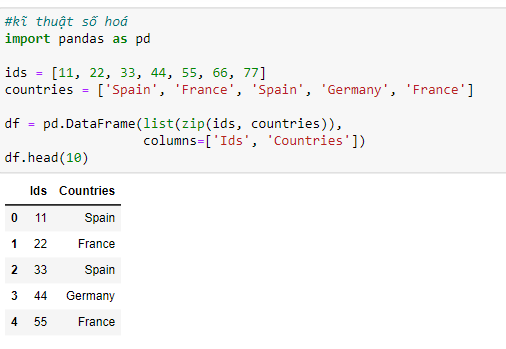 #kĩ thuật số hoá
import pandas as pd
ids = [11, 22, 33, 44, 55, 66, 77]
countries = ['Spain', 'France', 'Spain', 'Germany', 'France']
df = pd.DataFrame(list(zip(ids, countries)),
columns=['Ids', 'Countries'])
df.head(10)
Ids Countries
0 11 Spain
1 22 France
2 33 Spain
3 44 Germany
4 55 France